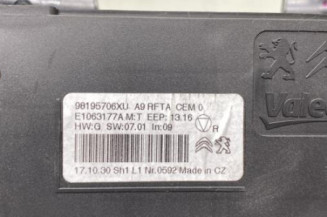 98196706XU A9 RFTA CEM 0
E1063177A M:T EEP: 13.16
HW:G SW:07.01 In:09
R
17.10.30 Sh1 L1 Nr.0592 Made in CZ
Vale